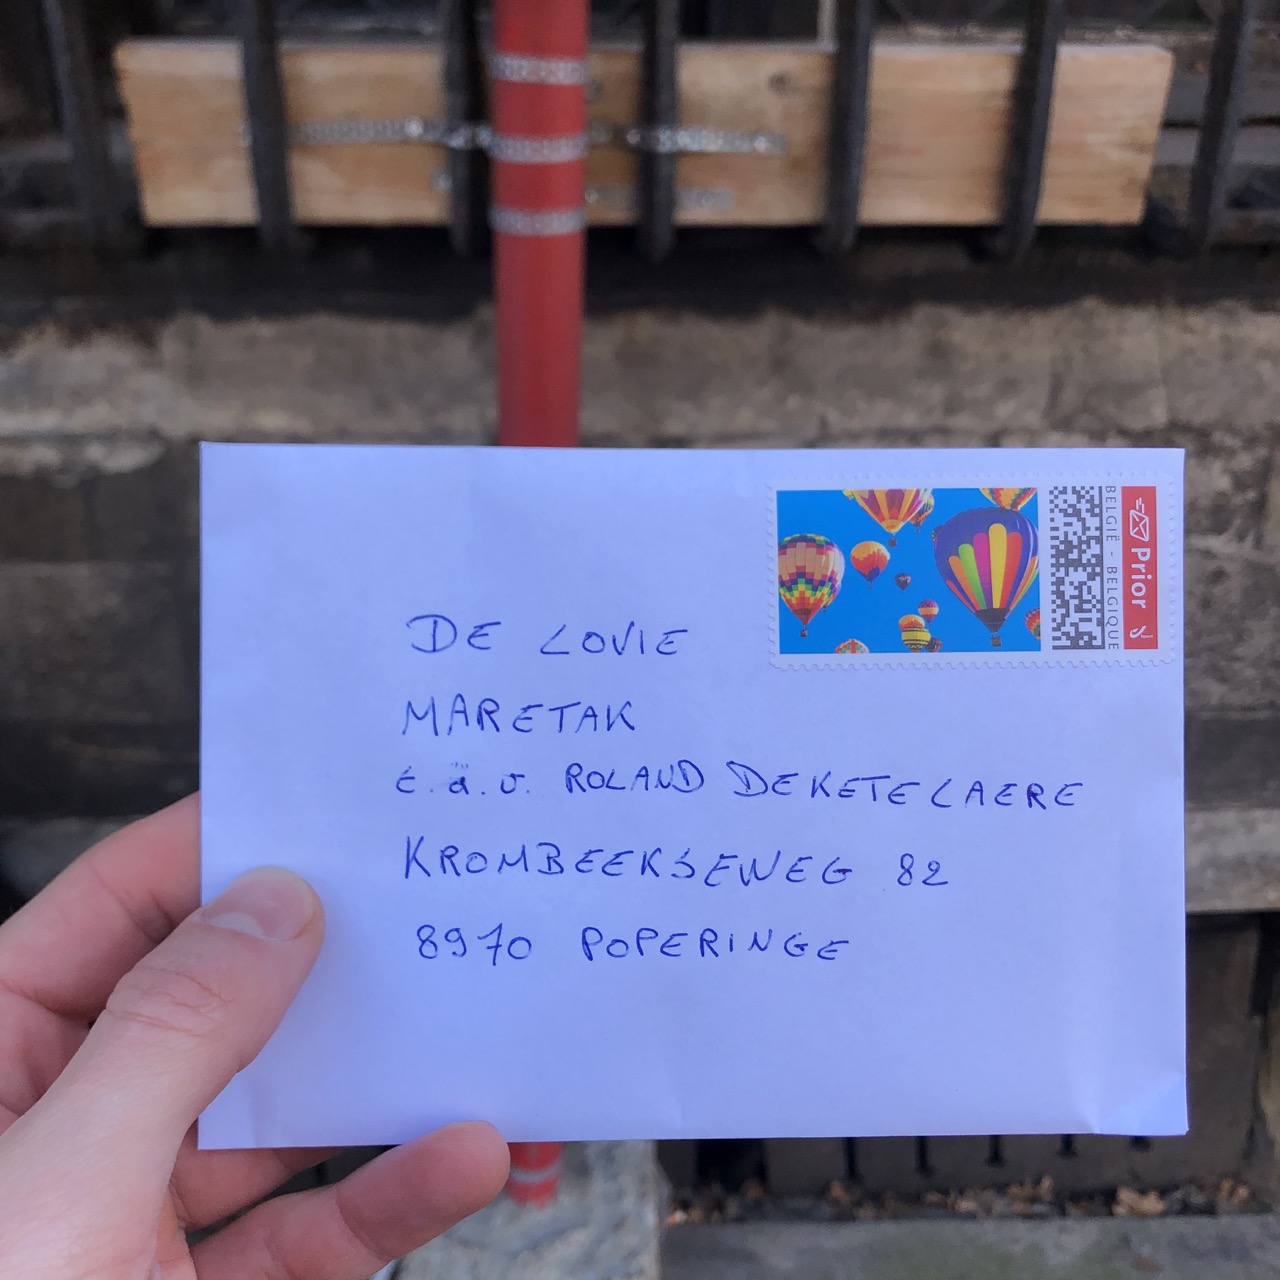 DE LOVIE
MARETAK
t.a.v. ROLAND DEKETELAERE
KROMBEEKSEWEG 82
8970 POPERINGE
BELGIË - BELGIQUE
Prior